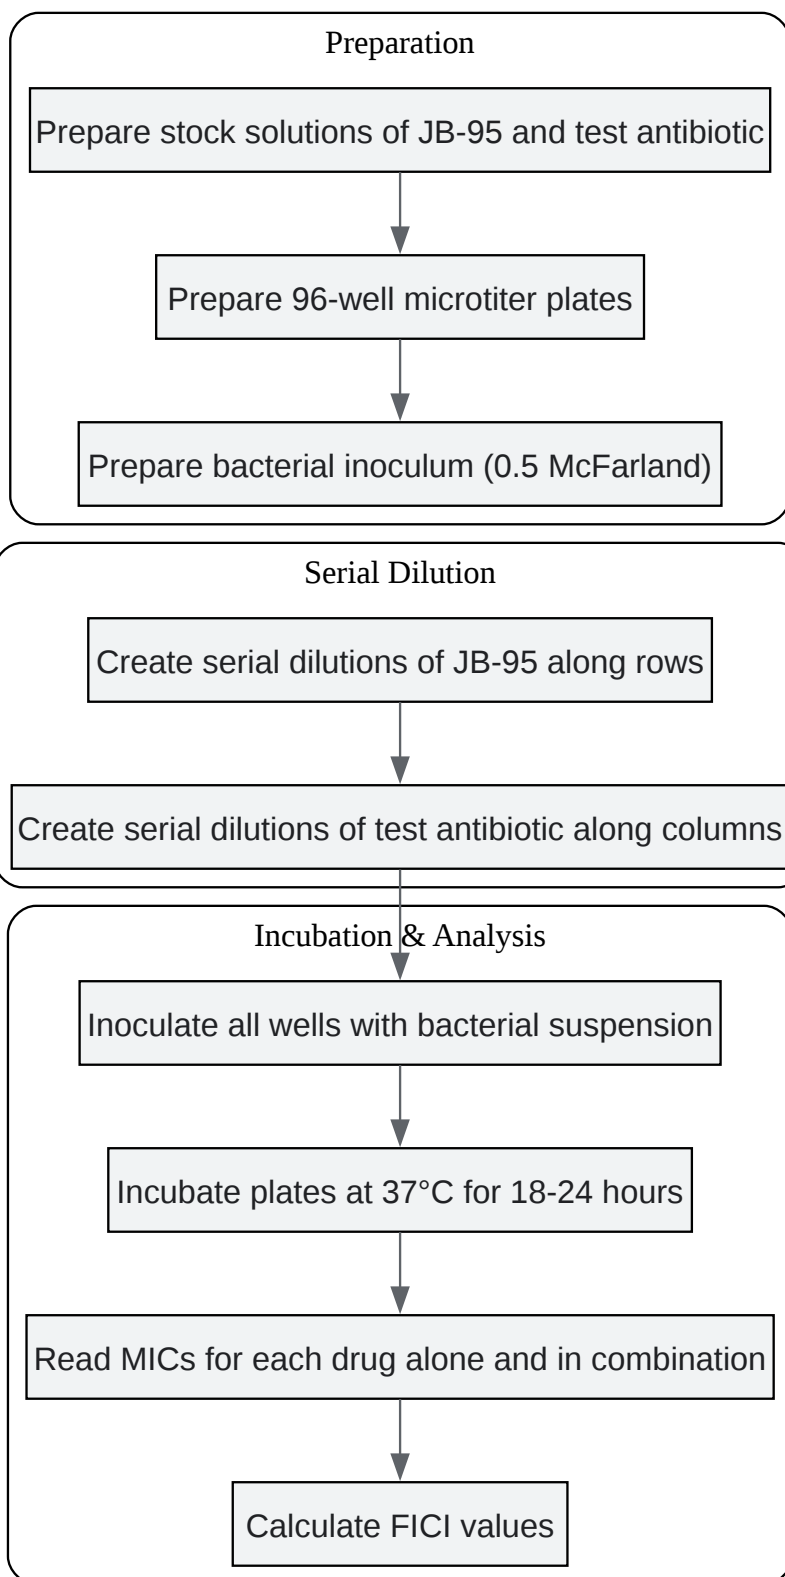 Preparation
Prepare stock solutions of JB-95 and test antibiotic
Prepare 96-well microtiter plates
Prepare bacterial inoculum (0.5 McFarland)
Serial Dilution
Create serial dilutions of JB-95 along rows
Create serial dilutions of test antibiotic along columns
Incubation & Analysis
Inoculate all wells with bacterial suspension
Incubate plates at 37°C for 18-24 hours
Read MICs for each drug alone and in combination
Calculate FICI values